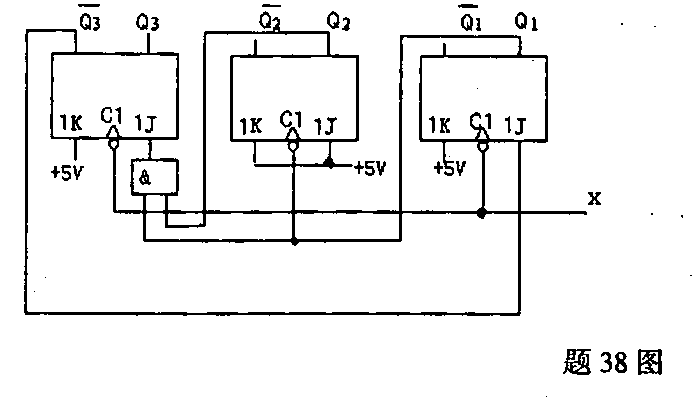 Q̅3 Q3 Q̅2 Q2 Q̅1 Q1
1K C1 1J 1K C1 1J 1K C1 1J
+5V & +5V +5V
X
题 38 图